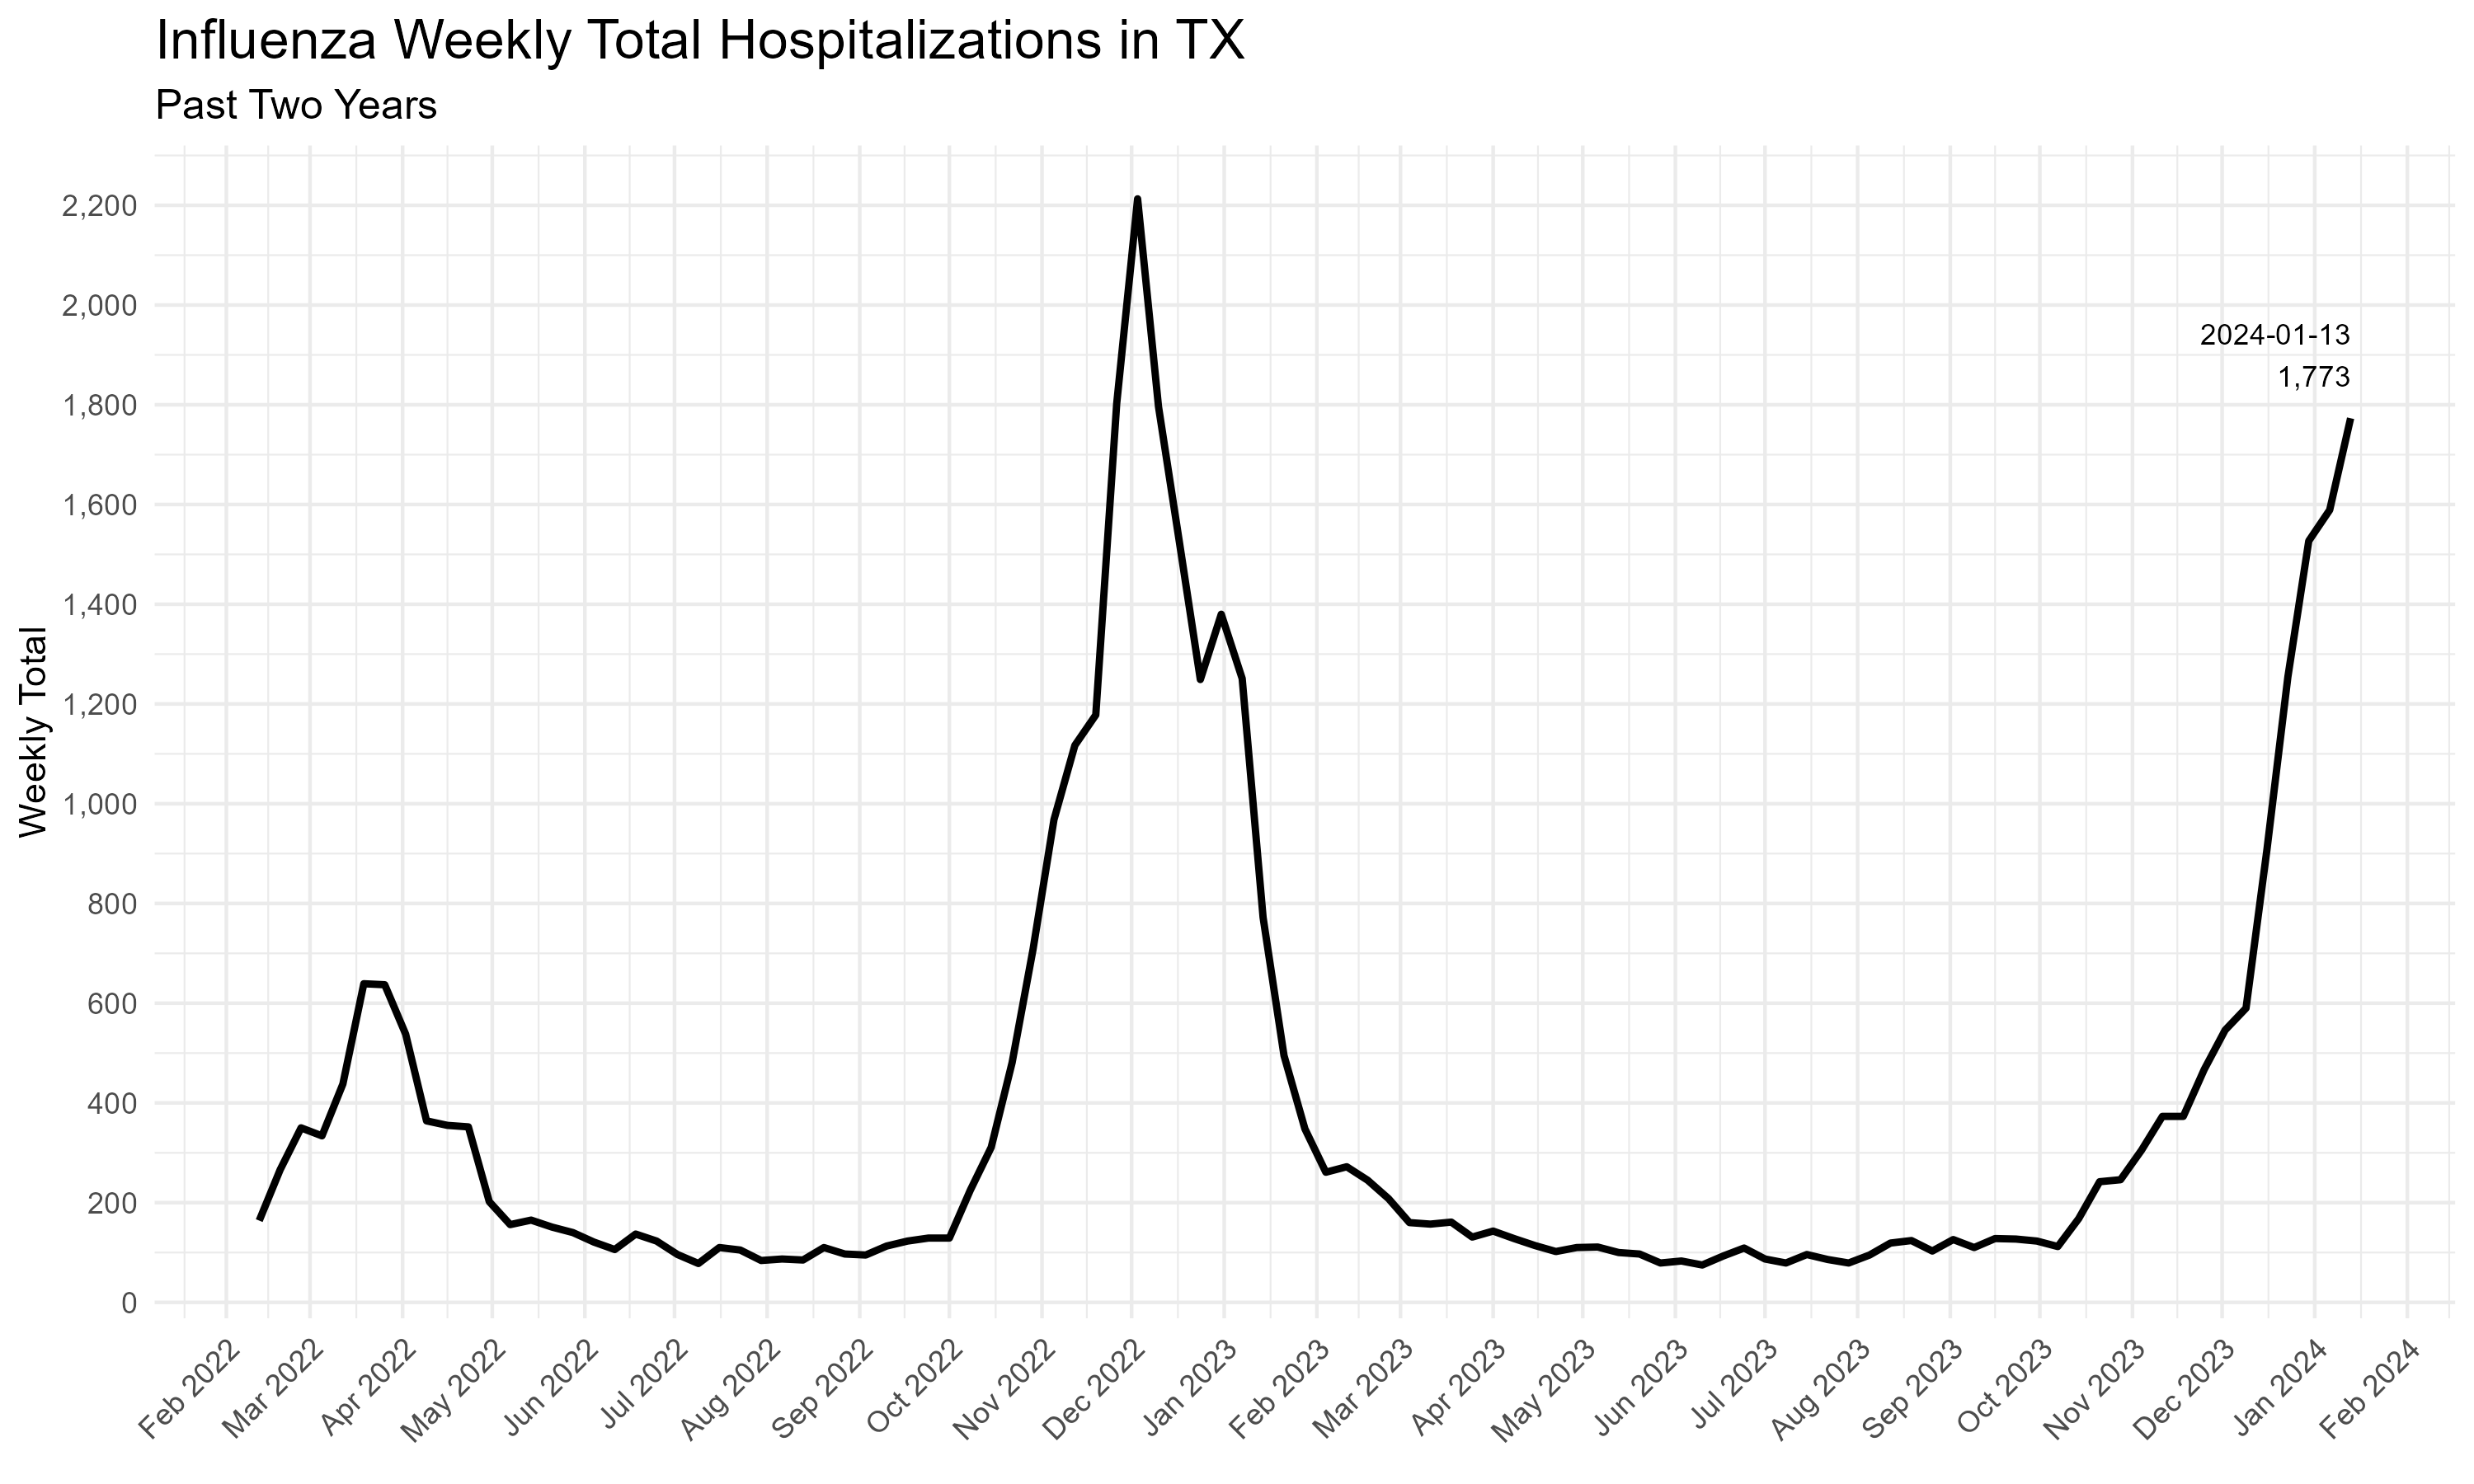 Influenza Weekly Total Hospitalizations in TX
Past Two Years
Weekly Total
2,200
2,000
1,800
1,600
1,400
1,200
1,000
800
600
400
200
0
2024-01-13
1,773
Feb 2022
Mar 2022
Apr 2022
May 2022
Jun 2022
Jul 2022
Aug 2022
Sep 2022
Oct 2022
Nov 2022
Dec 2022
Jan 2023
Feb 2023
Mar 2023
Apr 2023
May 2023
Jun 2023
Jul 2023
Aug 2023
Sep 2023
Oct 2023
Nov 2023
Dec 2023
Jan 2024
Feb 2024